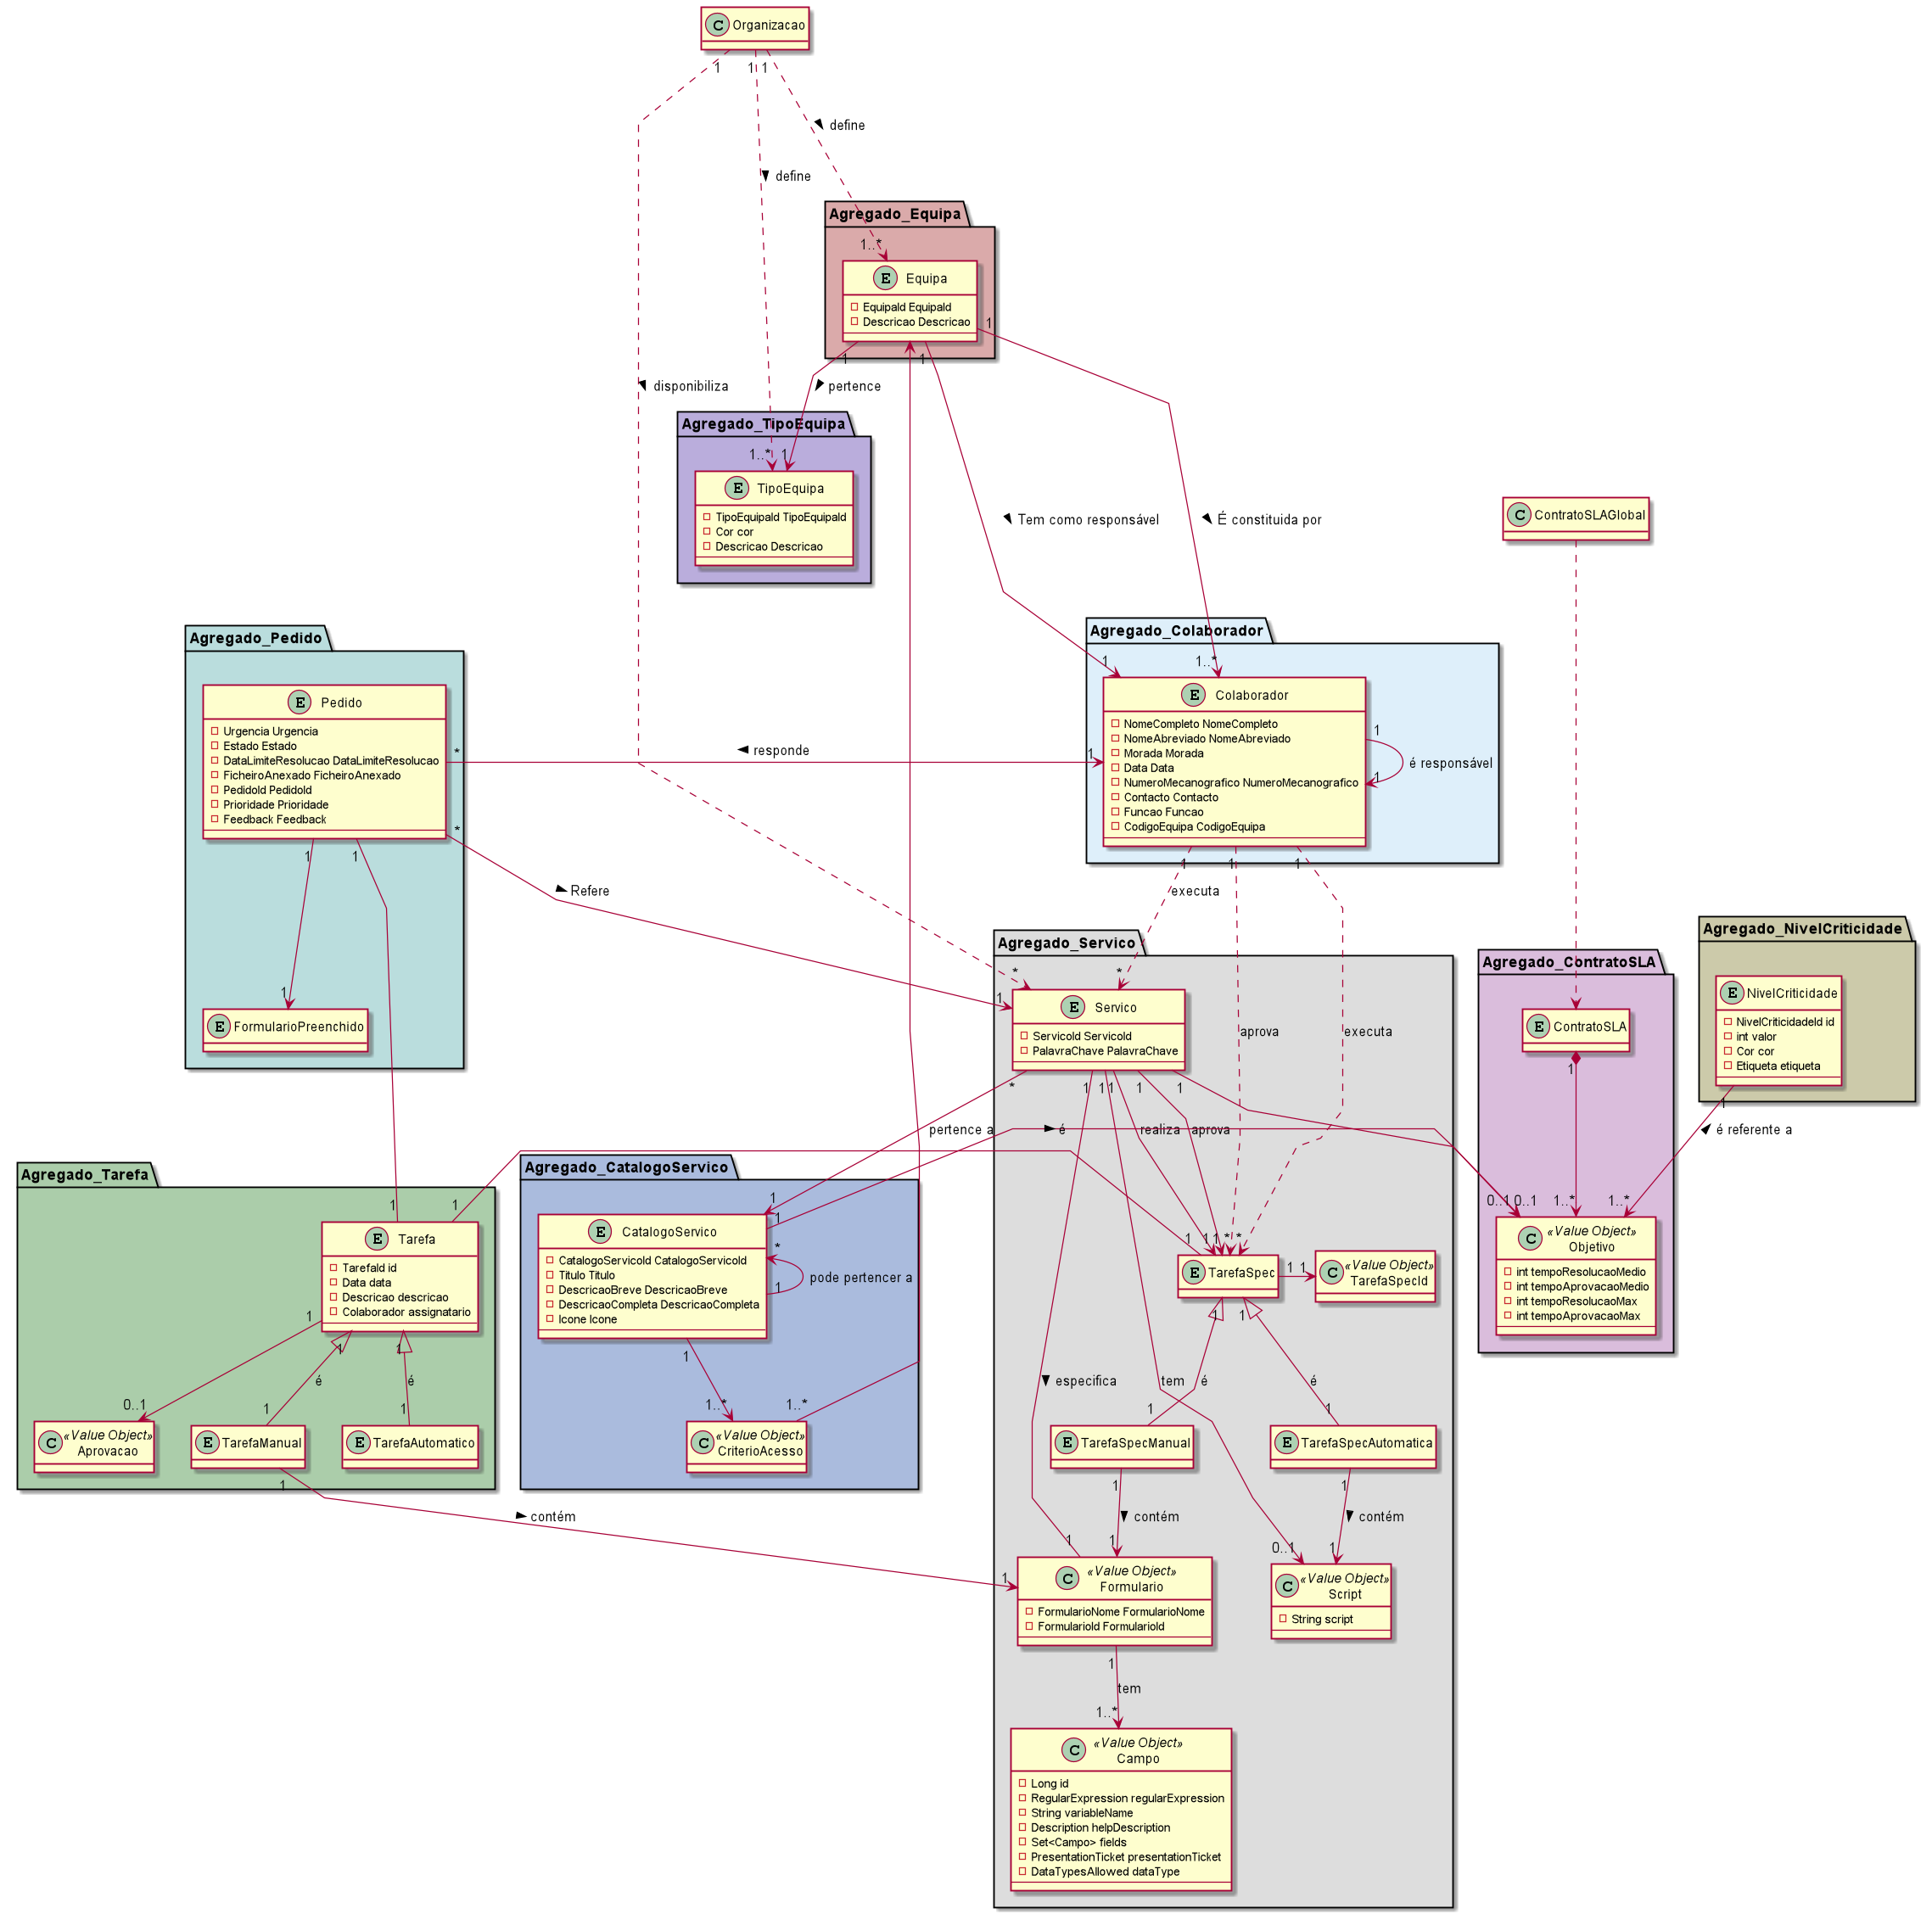 C Organizacao
1
1
1
define
define
Agregado_Equipa
1..*
E Equipa
EquipaId EquipaId
Descricao Descricao
1
1
1
disponibiliza
pertence
Agregado_TipoEquipa
1..*
1
E TipoEquipa
TipoEquipaId TipoEquipaId
Cor cor
Descricao Descricao
Tem como responsável
É constituida por
C ContratoSLAGlobal
Agregado_Pedido
Agregado_Colaborador
1
1..*
E Pedido
Urgencia Urgencia
Estado Estado
DataLimiteResolucao DataLimiteResolucao
FicheiroAnexado FicheiroAnexado
PedidoId PedidoId
Prioridade Prioridade
Feedback Feedback
*
responde
1
E Colaborador
NomeCompleto NomeCompleto
NomeAbreviado NomeAbreviado
Morada Morada
Data Data
NumeroMecanografico NumeroMecanografico
Contacto Contacto
Funcao Funcao
CodigoEquipa CodigoEquipa
1
1
é responsável
*
1
1
1
1
1
Refere
executa
Agregado_Servico
Agregado_NivelCriticidade
Agregado_ContratoSLA
1
E FormularioPreenchido
*
*
1
E Servico
ServicoId ServicoId
PalavraChave PalavraChave
aprova
executa
E ContratoSLA
E NivelCriticidade
NivelCriticidadeId id
int valor
Cor cor
Etiqueta etiqueta
*
1
1
1
1
1
1
1
pertence a
é
realiza
aprova
é referente a
Agregado_Tarefa
Agregado_CatalogoServico
1
1
1
1
*
1
1
1
*
*
0..1
0..1
1..*
1..*
E Tarefa
TarefaId id
Data data
Descricao descricao
Colaborador assignatario
E CatalogoServico
CatalogoServicoId CatalogoServicoId
Titulo Titulo
DescricaoBreve DescricaoBreve
DescricaoCompleta DescricaoCompleta
Icone Icone
1
pode pertencer a
E TarefaSpec
1
1
C «Value Object»
TarefaSpecId
C «Value Object»
Objetivo
int tempoResolucaoMedio
int tempoAprovacaoMedio
int tempoResolucaoMax
int tempoAprovacaoMax
1
1
1
1
1
1
é
é
especifica
tem
é
é
0..1
1
1
1..*
1..*
1
1
C «Value Object»
Aprovacao
E TarefaManual
E TarefaAutomatico
C «Value Object»
CriterioAcesso
E TarefaSpecManual
E TarefaSpecAutomatica
1
1
1
contém
contém
contém
1
1
1
0..1
1
C «Value Object»
Formulario
FormularioNome FormularioNome
FormularioId FormularioId
C «Value Object»
Script
String script
1
tem
1..*
C «Value Object»
Campo
Long id
RegularExpression regularExpression
String variableName
Description helpDescription
Set<Campo> fields
PresentationTicket presentationTicket
DataTypesAllowed dataType